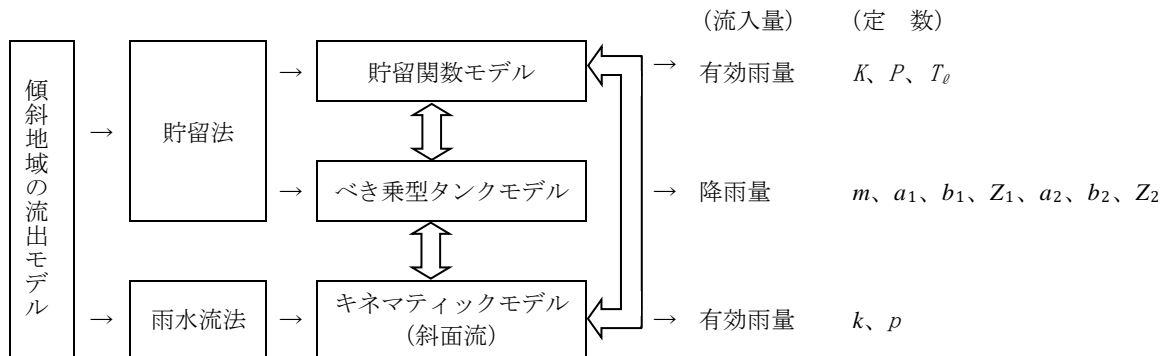 (流入量) (定 数)
傾斜地域の流出モデル
→ 貯留法 → 貯留関数モデル → 有効雨量 K、P、Tℓ
→ べき乗型タンクモデル → 降雨量 m、a₁、b₁、Z₁、a₂、b₂、Z₂
→ 雨水流法 → キネマティックモデル → 有効雨量 k、p
(斜面流)